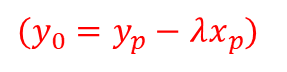 (y₀ = yₚ − λxₚ)